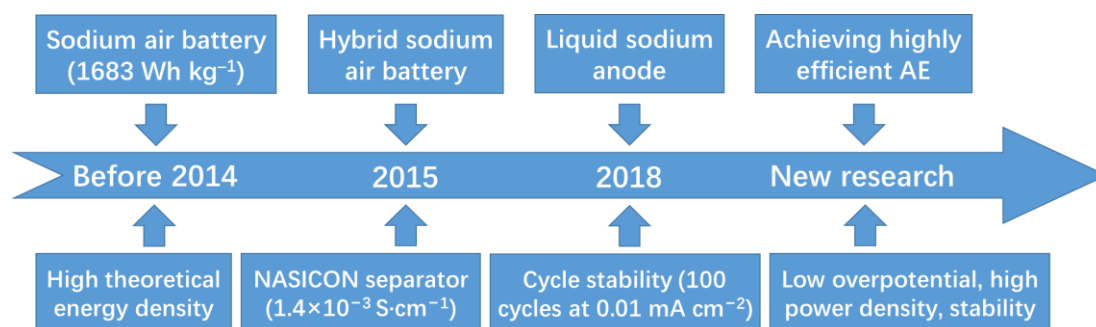 Sodium air battery
(1683 Wh kg⁻¹)
Hybrid sodium
air battery
Liquid sodium
anode
Achieving highly
efficient AE
Before 2014
2015
2018
New research
High theoretical
energy density
NASICON separator
(1.4×10⁻³ S·cm⁻¹)
Cycle stability (100
cycles at 0.01 mA cm⁻²)
Low overpotential, high
power density, stability